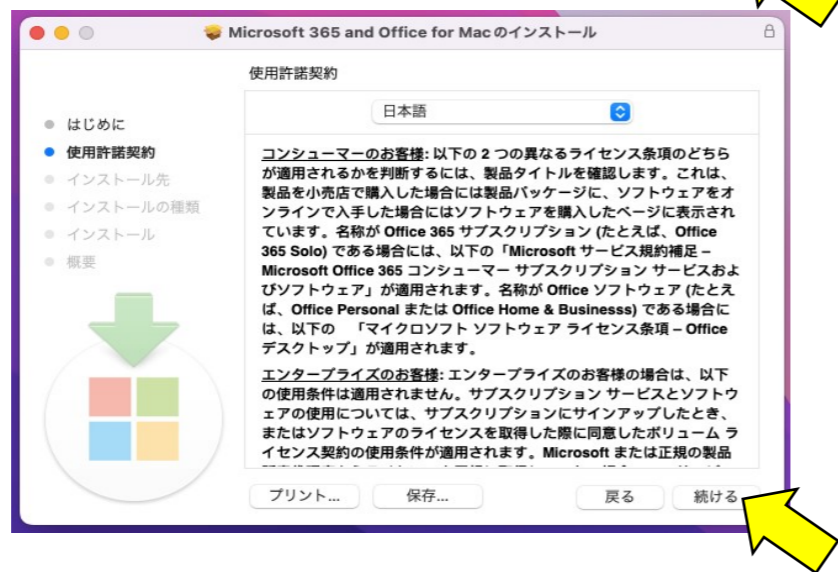 Microsoft 365 and Office for Mac のインストール
使用許諾契約
日本語
はじめに
使用許諾契約
インストール先
インストールの種類
インストール
概要
コンシューマーのお客様: 以下の 2 つの異なるライセンス条項のどちら
が適用されるかを判断するには、製品タイトルを確認します。これは、
製品を小売店で購入した場合には製品パッケージに、ソフトウェアをオ
ンラインで入手した場合にはソフトウェアを購入したページに表示され
ています。名称が Office 365 サブスクリプション (たとえば、Office
365 Solo) である場合には、以下の「Microsoft サービス規約補足 –
Microsoft Office 365 コンシューマー サブスクリプション サービスおよ
びソフトウェア」が適用されます。名称が Office ソフトウェア (たとえ
ば、Office Personal または Office Home & Businesss) である場合に
は、以下の 「マイクロソフト ソフトウェア ライセンス条項 – Office
デスクトップ」が適用されます。
エンタープライズのお客様: エンタープライズのお客様の場合は、以下
の使用条件は適用されません。サブスクリプション サービスとソフトウ
ェアの使用については、サブスクリプションにサインアップしたとき、
またはソフトウェアのライセンスを取得した際に同意したボリューム ラ
イセンス契約の使用条件が適用されます。Microsoft または正規の製品
プリント...
保存...
戻る
続ける